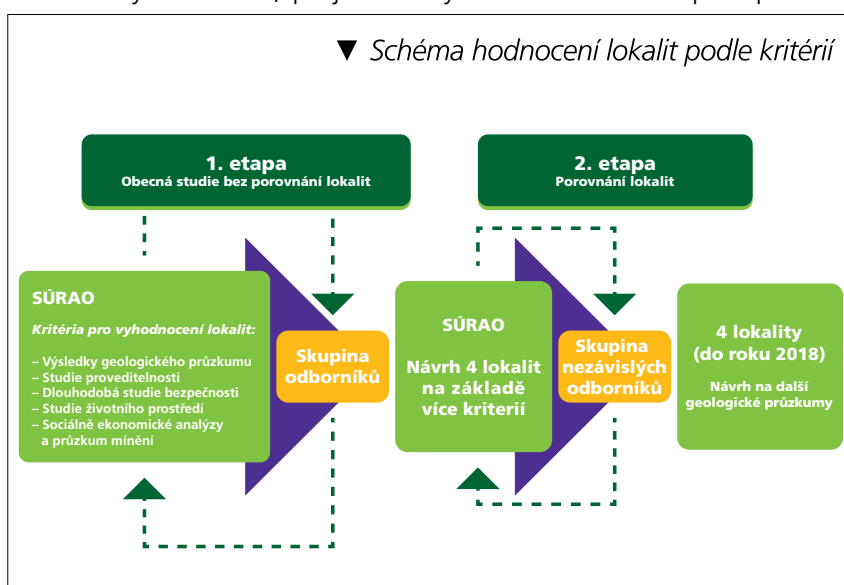 ▼ Schéma hodnocení lokalit podle kritérií
1. etapa
Obecná studie bez porovnání lokalit
2. etapa
Porovnání lokalit
SÚRAO
Kritéria pro vyhodnocení lokalit:
– Výsledky geologického průzkumu
– Studie proveditelnosti
– Dlouhodobá studie bezpečnosti
– Studie životního prostředí
– Sociálně ekonomické analýzy
a průzkum mínění
Skupina
odborníků
SÚRAO
Návrh 4 lokalit
na základě
více kriterií
Skupina
nezávislých
odborníků
4 lokality
(do roku 2018)
Návrh na další
geologické průzkumy